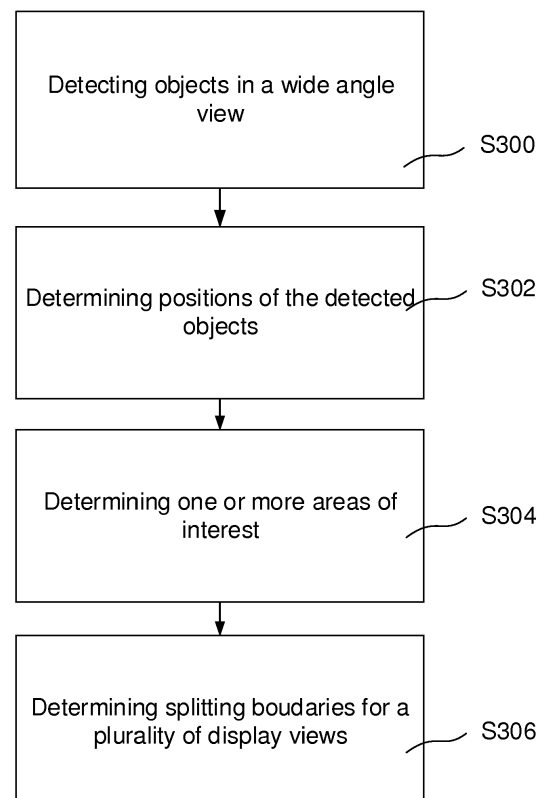 Detecting objects in a wide angle
view
S300
Determining positions of the detected
objects
S302
Determining one or more areas of
interest
S304
Determining splitting boudaries for a
plurality of display views
S306